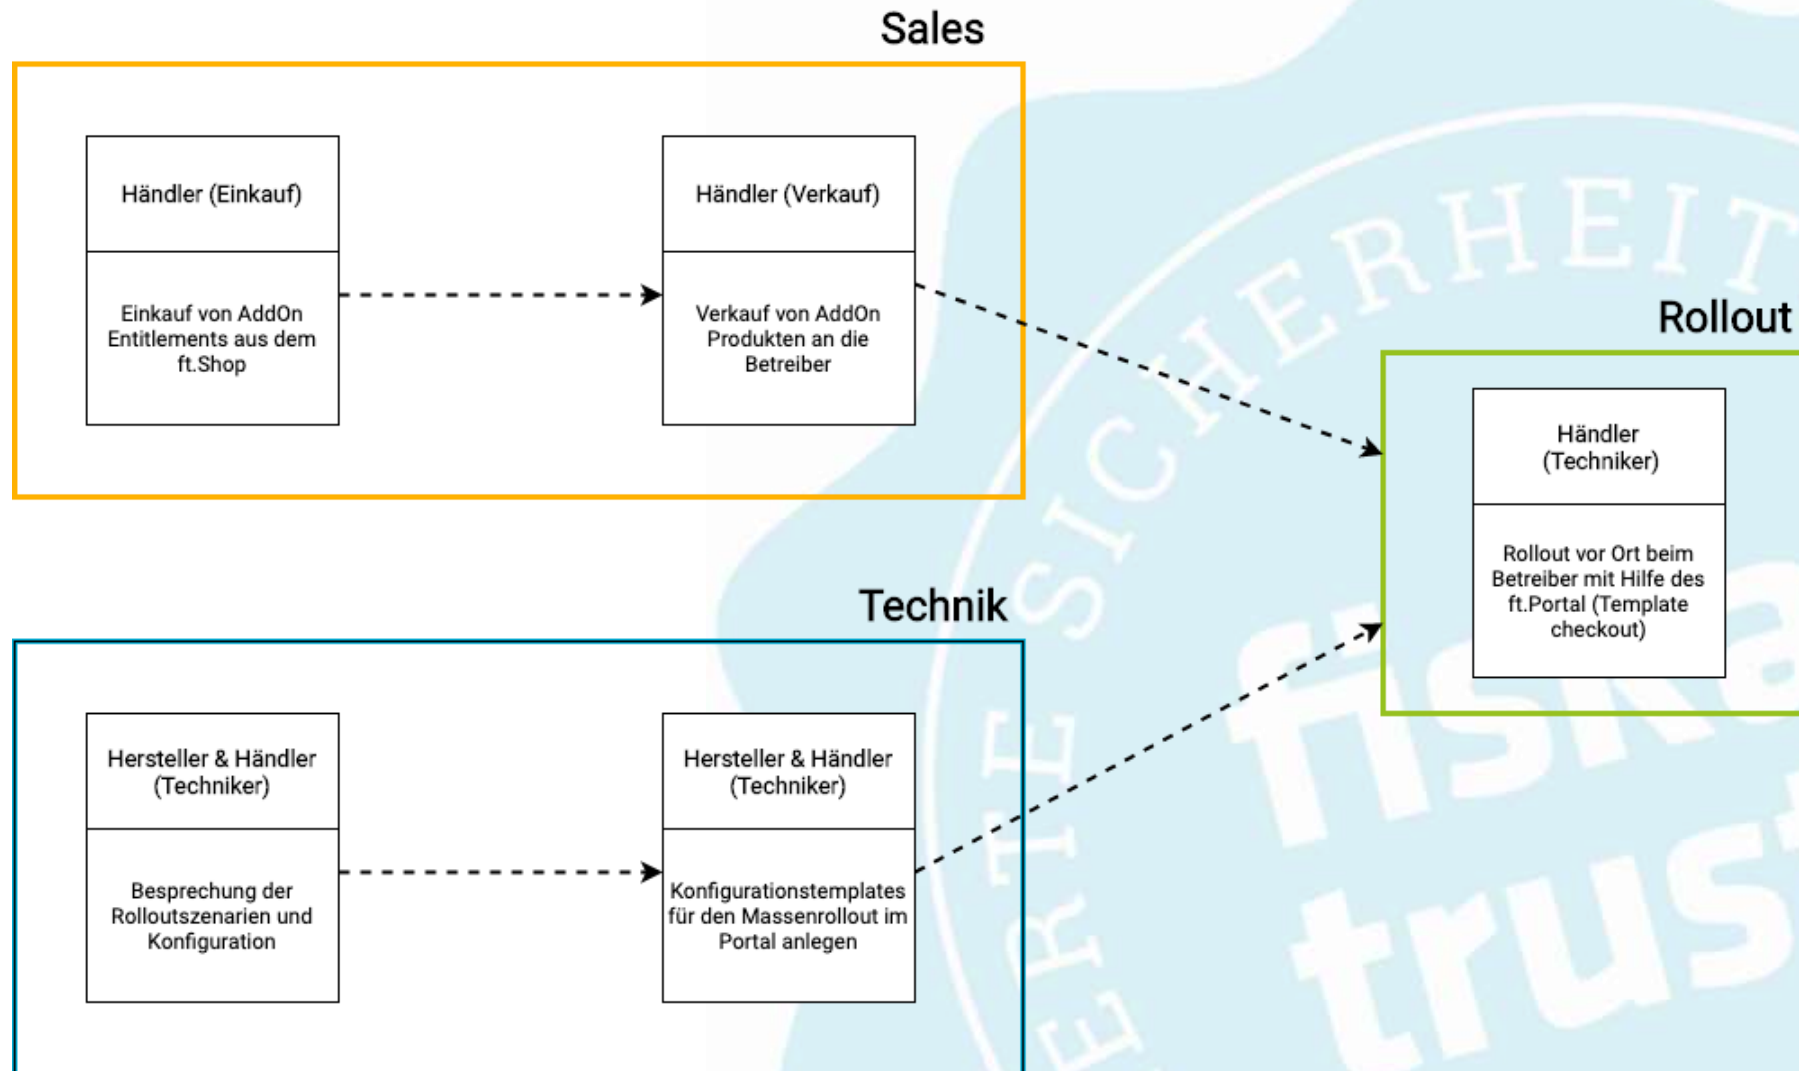 Sales
Händler (Einkauf)
Einkauf von AddOn
Entitlements aus dem
ft.Shop
Händler (Verkauf)
Verkauf von AddOn
Produkten an die
Betreiber
Rollout
Händler
(Techniker)
Rollout vor Ort beim
Betreiber mit Hilfe des
ft.Portal (Template
checkout)
Technik
Hersteller & Händler
(Techniker)
Besprechung der
Rolloutszenarien und
Konfiguration
Hersteller & Händler
(Techniker)
Konfigurationstemplates
für den Massenrollout im
Portal anlegen
SICHERHEIT
fiska
trus